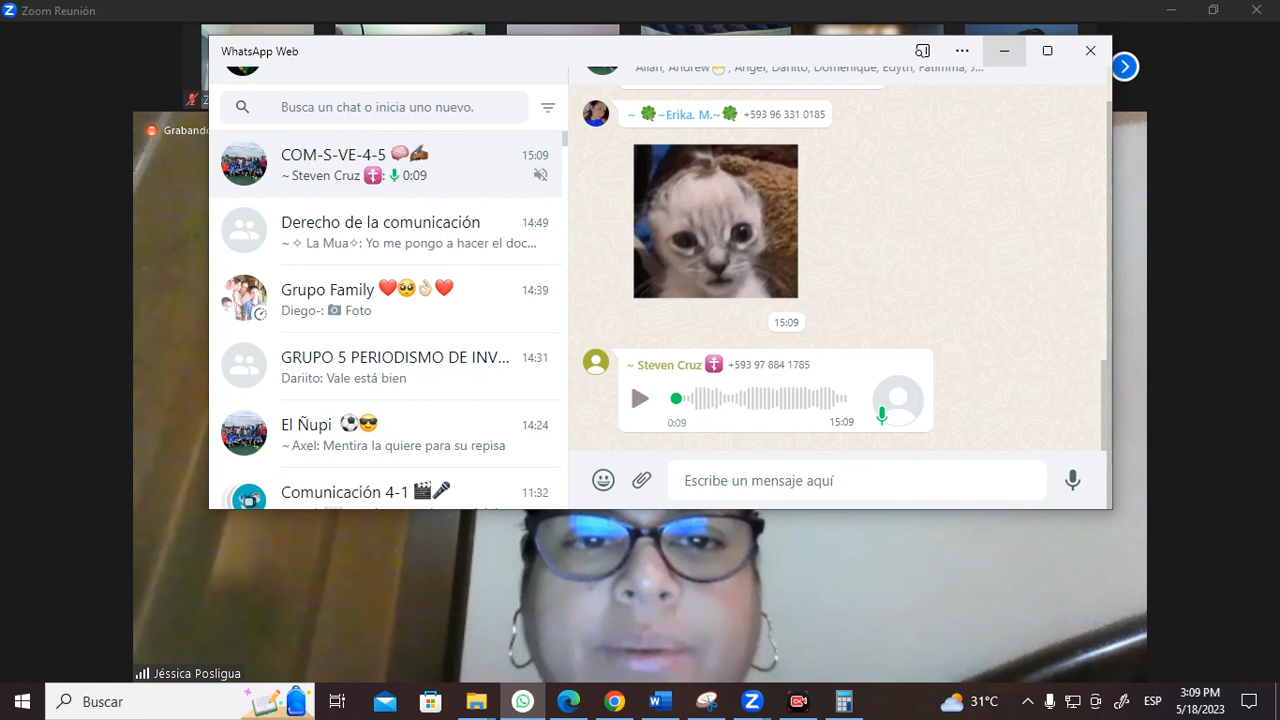 Zoom Reunión
WhatsApp Web
Allan, Andrew🐣, Angel, Danito, Domenique, Edyth, Fatimma, J...
Grabando
Busca un chat o inicia uno nuevo.
COM-S-VE-4-5 🧠✍🏾
15:09
~ Steven Cruz ✝️: 0:09
Derecho de la comunicación
14:49
~ ✧ La Mua✧: Yo me pongo a hacer el doc...
Grupo Family ❤️🥺👌🏻❤️
14:39
Diego-: 📷 Foto
GRUPO 5 PERIODISMO DE INV...
14:31
Dariito: Vale está bien
El Ñupi ⚽😎
14:24
~ Axel: Mentira la quiere para su repisa
Comunicación 4-1 🎬🎤
11:32
~ 🍀~Erika. M.~🍀 +593 96 331 0185
15:09
~ Steven Cruz ✝️ +593 97 884 1785
0:09
15:09
Escribe un mensaje aquí
Jéssica Posligua
Buscar
31°C
ESP
3:09 PM
5/18/2023